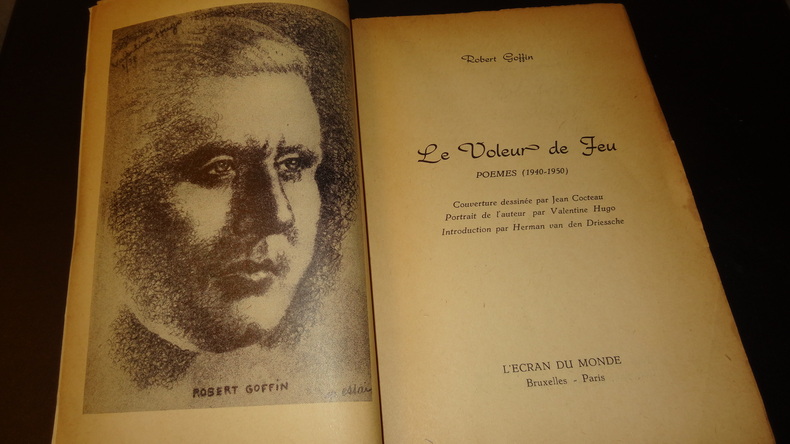 ROBERT GOFFIN
Robert Goffin
Le Voleur de Feu
POEMES (1940-1950)
Couverture dessinée par Jean Cocteau
Portrait de l'auteur par Valentine Hugo
Introduction par Herman van den Driessche
L'ECRAN DU MONDE
Bruxelles - Paris